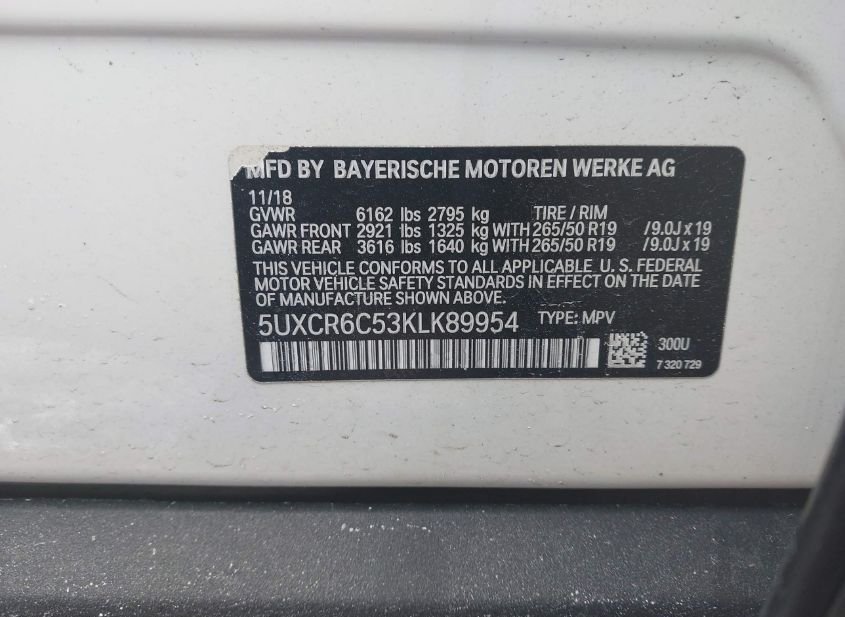 MFD BY BAYERISCHE MOTOREN WERKE AG
11/18
GVWR 6162 lbs 2795 kg TIRE / RIM
GAWR FRONT 2921 lbs 1325 kg WITH 265/50 R19 /9.0J x 19
GAWR REAR 3616 lbs 1640 kg WITH 265/50 R19 /9.0J x 19
THIS VEHICLE CONFORMS TO ALL APPLICABLE U. S. FEDERAL
MOTOR VEHICLE SAFETY STANDARDS IN EFFECT ON THE DATE
OF MANUFACTURE SHOWN ABOVE.
5UXCR6C53KLK89954 TYPE: MPV
300U
7 320 729